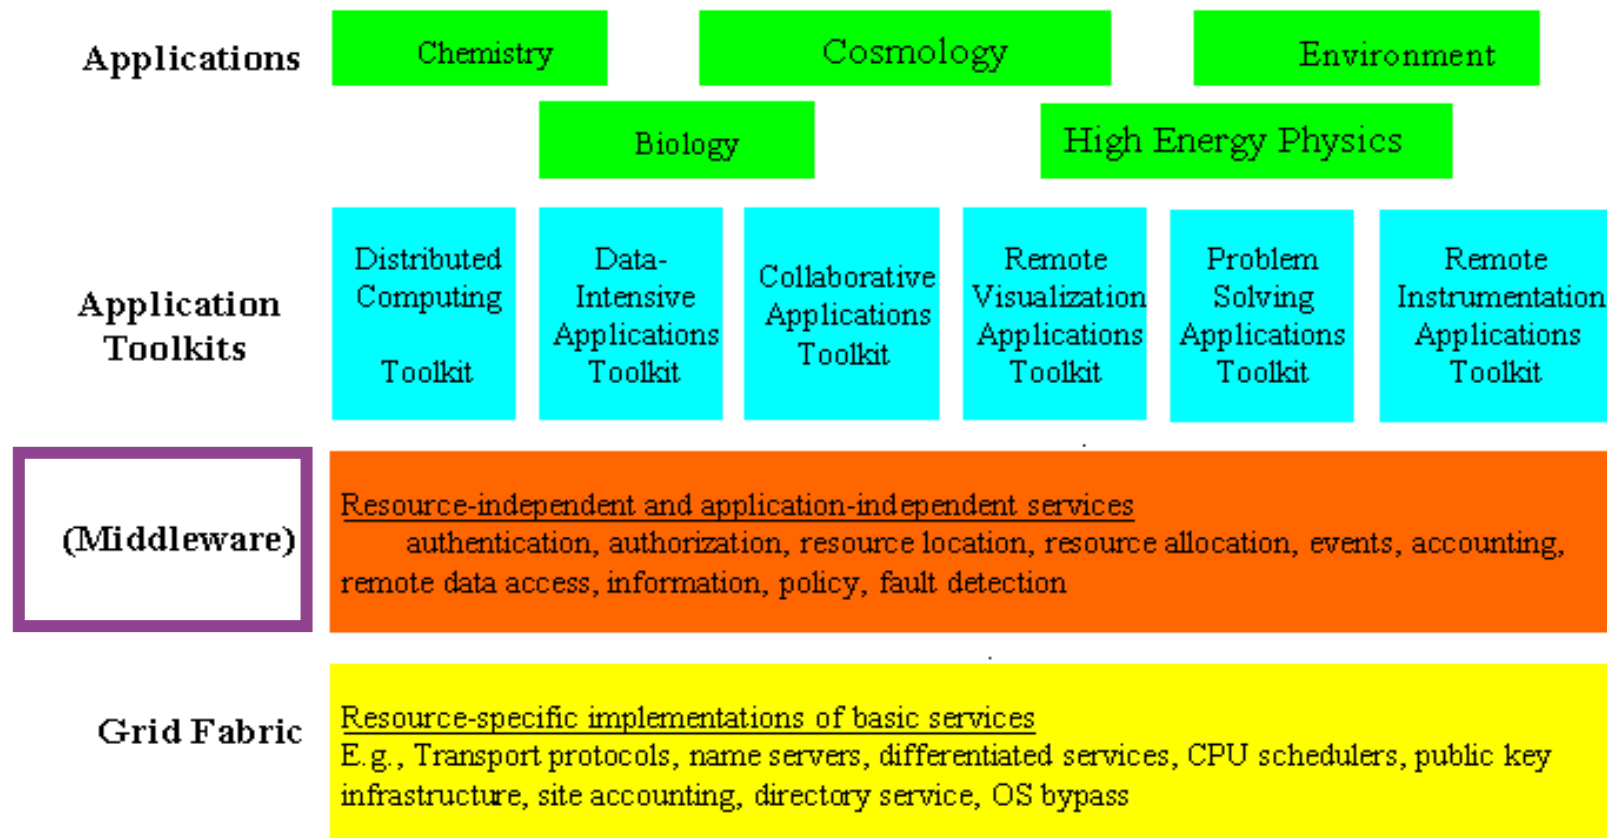 Applications
Chemistry
Cosmology
Environment
Biology
High Energy Physics
Application
Toolkits
Distributed
Computing
Toolkit
Data-
Intensive
Applications
Toolkit
Collaborative
Applications
Toolkit
Remote
Visualization
Applications
Toolkit
Problem
Solving
Applications
Toolkit
Remote
Instrumentation
Applications
Toolkit
(Middleware)
Resource-independent and application-independent services
authentication, authorization, resource location, resource allocation, events, accounting,
remote data access, information, policy, fault detection
Grid Fabric
Resource-specific implementations of basic services
E.g., Transport protocols, name servers, differentiated services, CPU schedulers, public key
infrastructure, site accounting, directory service, OS bypass